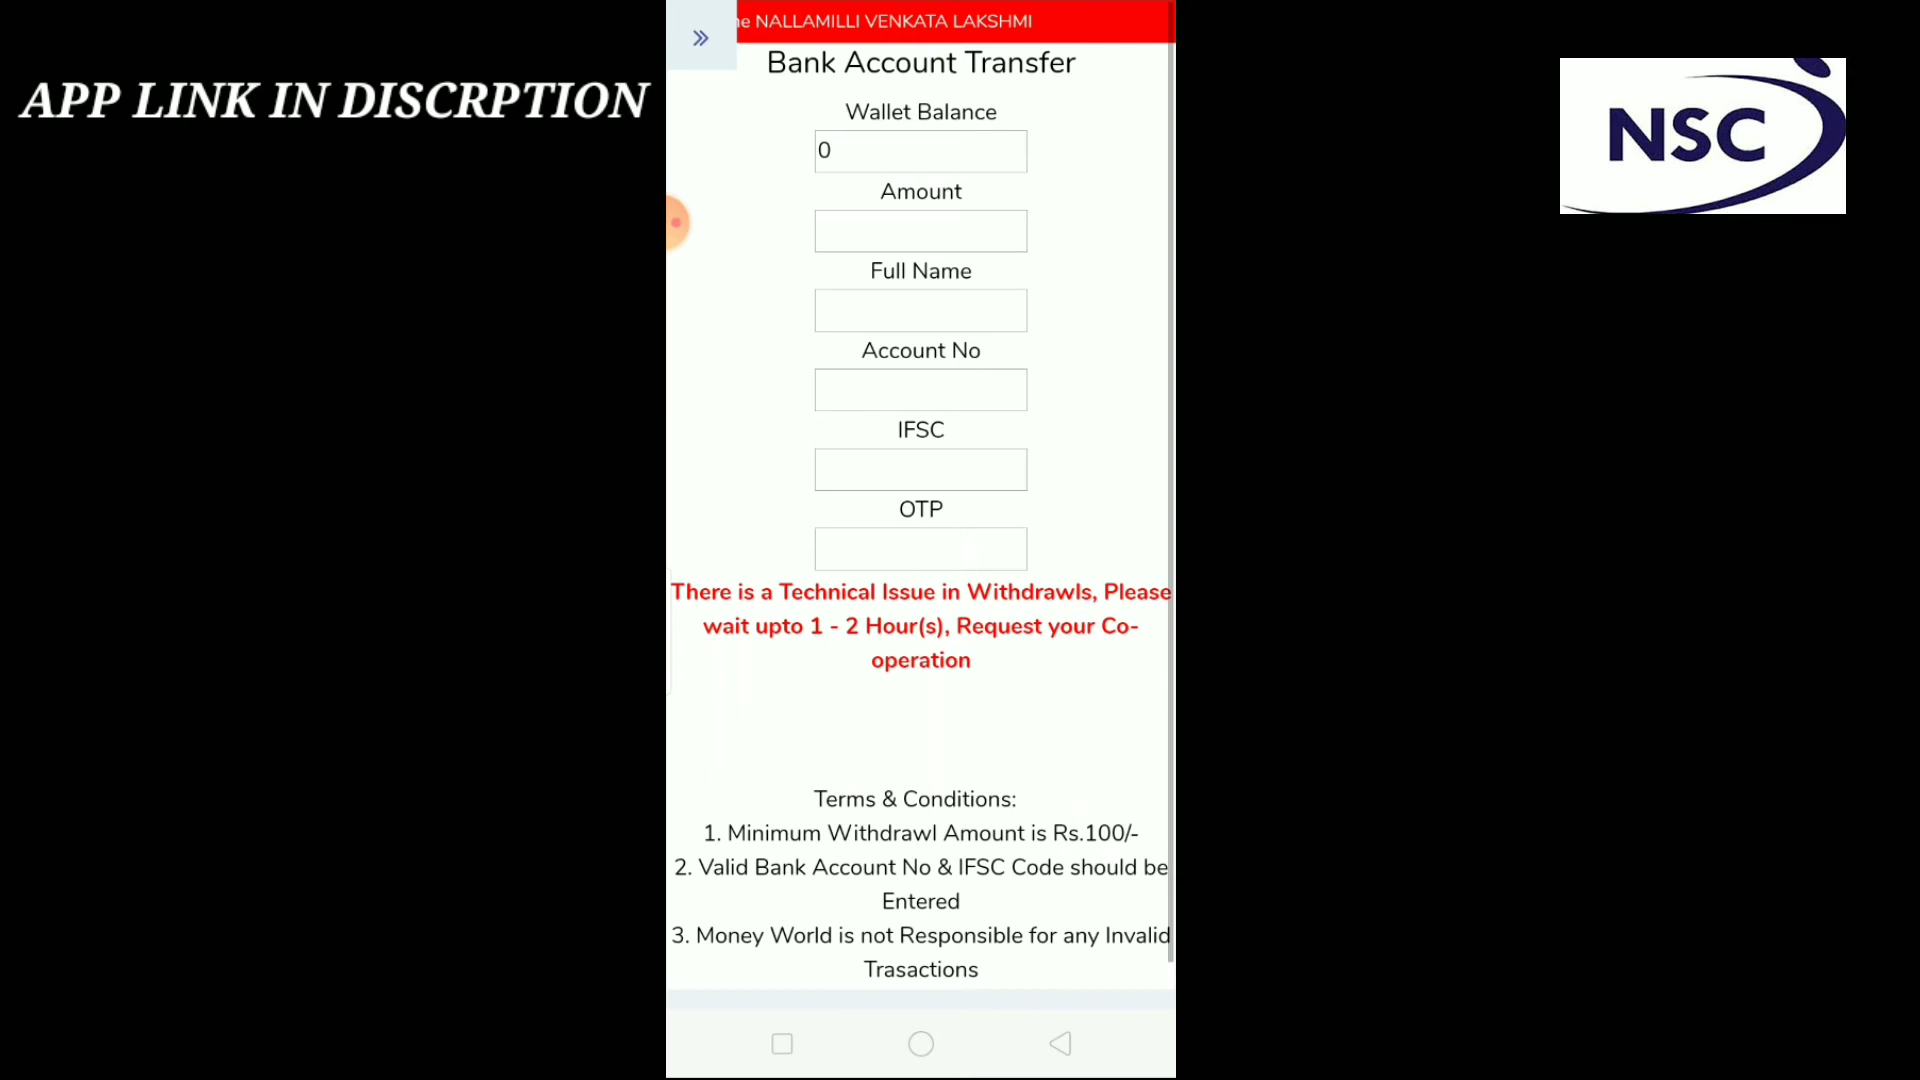 APP LINK IN DISCRPTION
NSC
NALLAMILLI VENKATA LAKSHMI
Bank Account Transfer
Wallet Balance
0
Amount
Full Name
Account No
IFSC
OTP
There is a Technical Issue in Withdrawls, Please
wait upto 1 - 2 Hour(s), Request your Co-
operation
Terms & Conditions:
1. Minimum Withdrawl Amount is Rs.100/-
2. Valid Bank Account No & IFSC Code should be
Entered
3. Money World is not Responsible for any Invalid
Trasactions